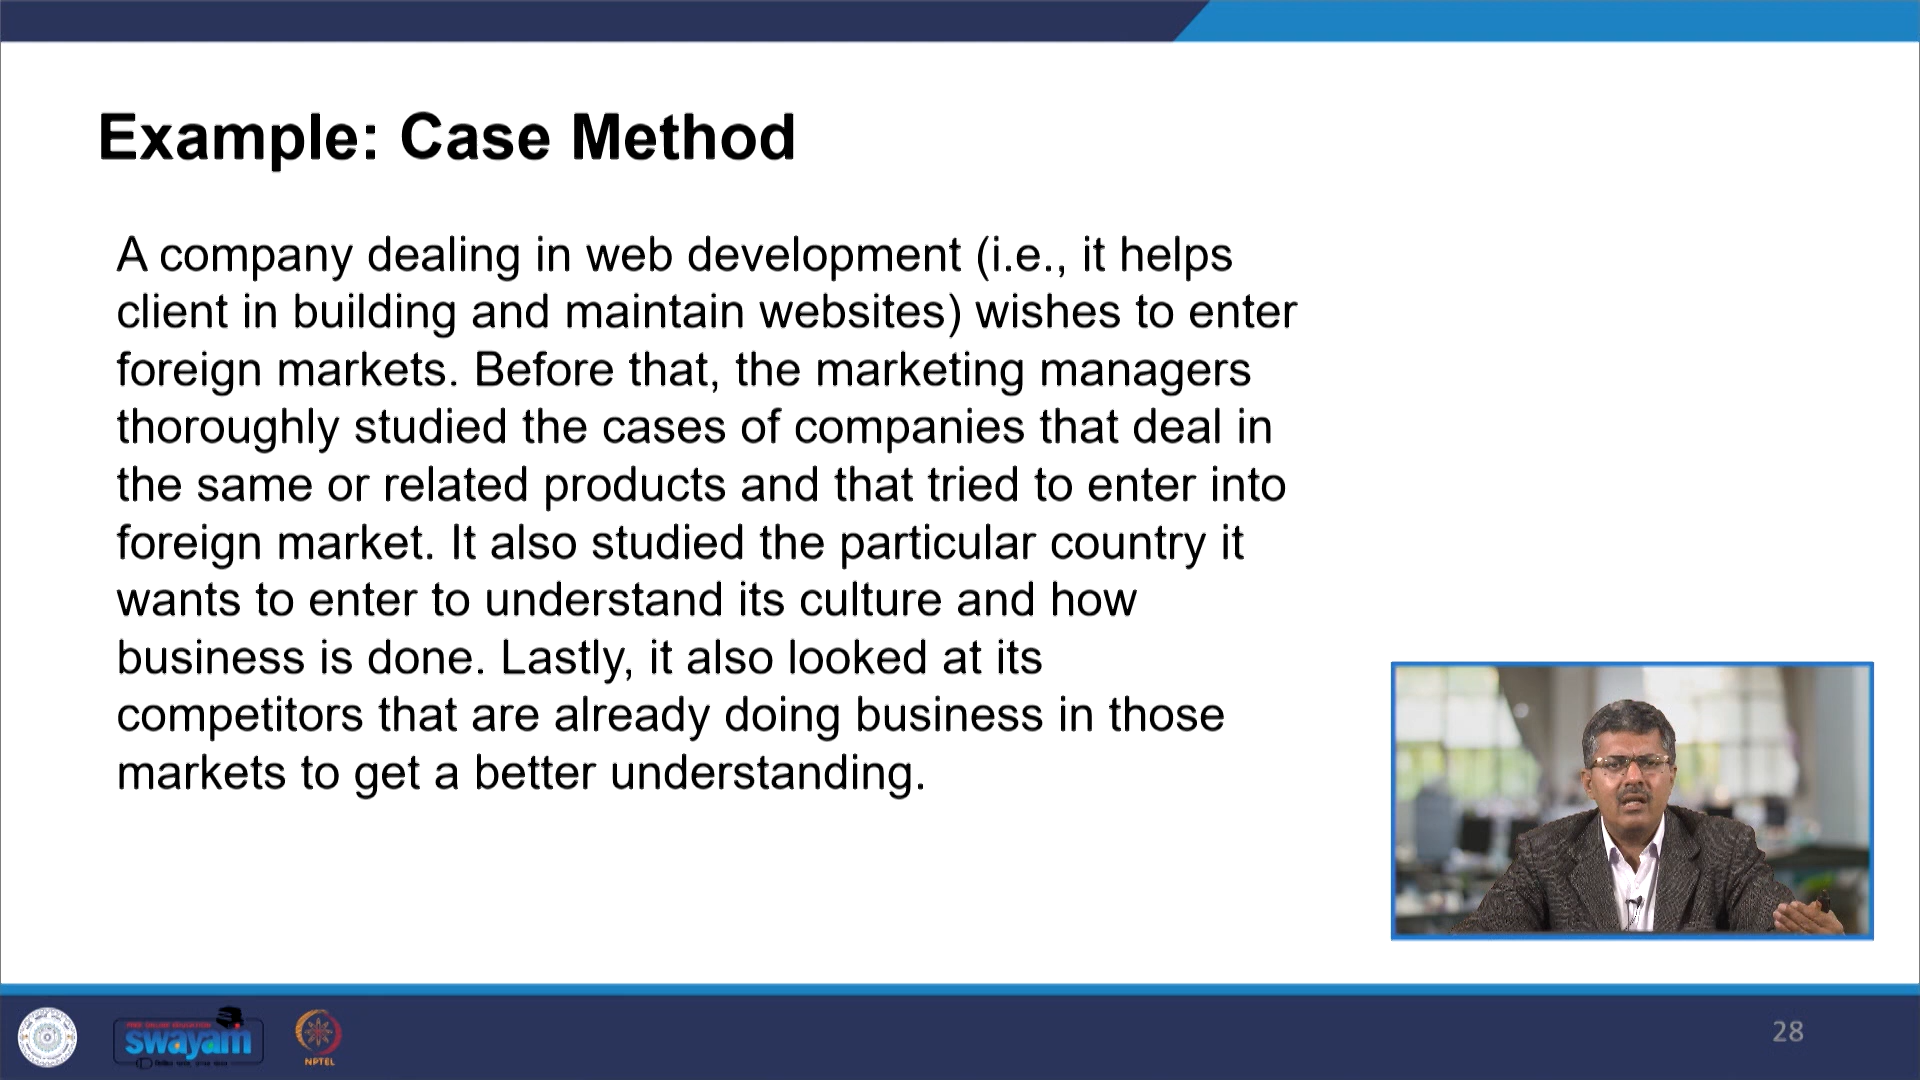 Example: Case Method
A company dealing in web development (i.e., it helps
client in building and maintain websites) wishes to enter
foreign markets. Before that, the marketing managers
thoroughly studied the cases of companies that deal in
the same or related products and that tried to enter into
foreign market. It also studied the particular country it
wants to enter to understand its culture and how
business is done. Lastly, it also looked at its
competitors that are already doing business in those
markets to get a better understanding.
FREE ONLINE EDUCATION
swayam
NPTEL
28